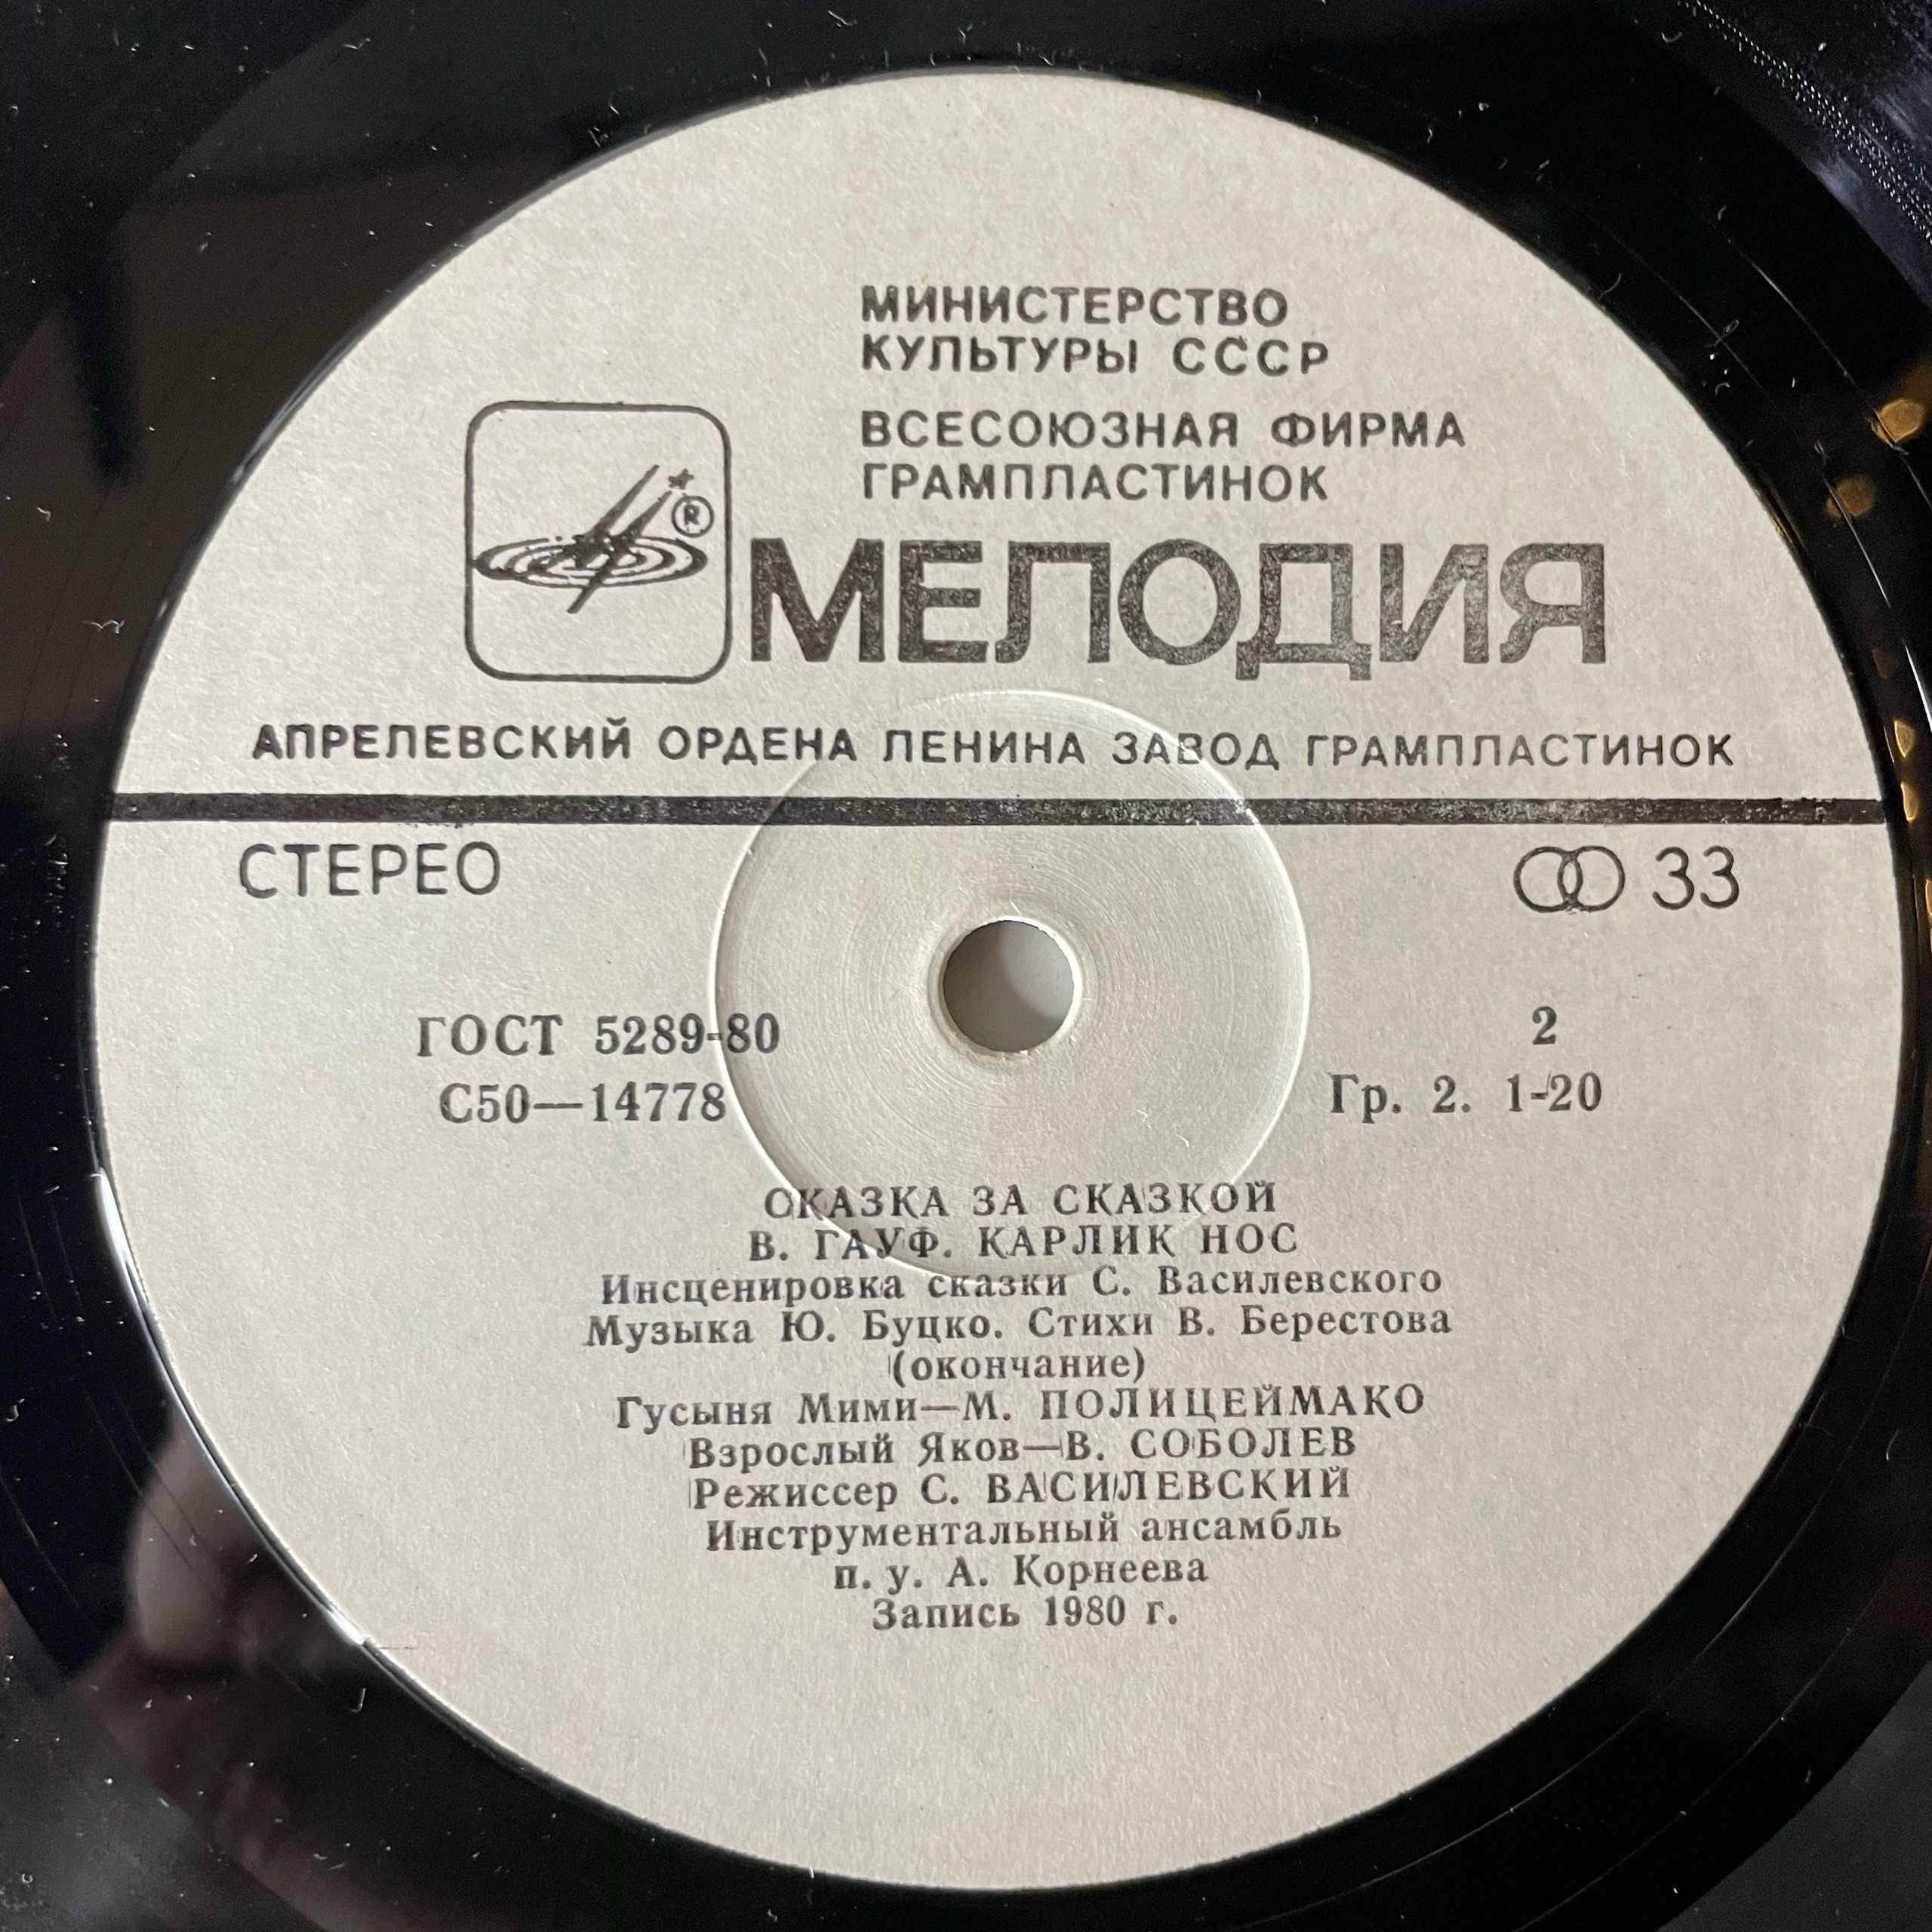 МИНИСТЕРСТВО
КУЛЬТУРЫ СССР
ВСЕСОЮЗНАЯ ФИРМА
ГРАМПЛАСТИНОК
®
МЕЛОДИЯ
АПРЕЛЕВСКИЙ ОРДЕНА ЛЕНИНА ЗАВОД ГРАМПЛАСТИНОК
СТЕРЕО
33
ГОСТ 5289-80
С50—14778
2
Гр. 2. 1-20
СКАЗКА ЗА СКАЗКОЙ
В. ГАУФ. КАРЛИК НОС
Инсценировка сказки С. Василевского
Музыка Ю. Буцко. Стихи В. Берестова
(окончание)
Гусыня Мими—М. ПОЛИЦЕЙМАКО
Взрослый Яков—В. СОБОЛЕВ
Режиссер С. ВАСИЛЕВСКИЙ
Инструментальный ансамбль
п. у. А. Корнеева
Запись 1980 г.